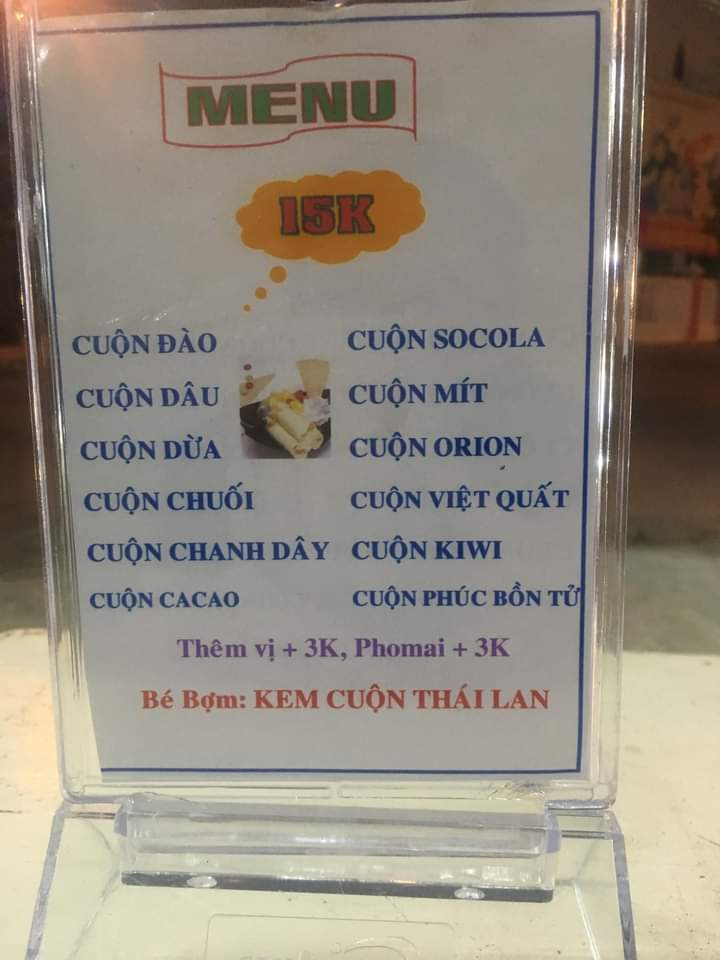 MENU
15K
CUỘN ĐÀO
CUỘN SOCOLA
CUỘN DÂU
CUỘN MÍT
CUỘN DỪA
CUỘN ORION
CUỘN CHUỐI
CUỘN VIỆT QUẤT
CUỘN CHANH DÂY
CUỘN KIWI
CUỘN CACAO
CUỘN PHÚC BỒN TỬ
Thêm vị + 3K, Phomai + 3K
Bé Bợm: KEM CUỘN THÁI LAN